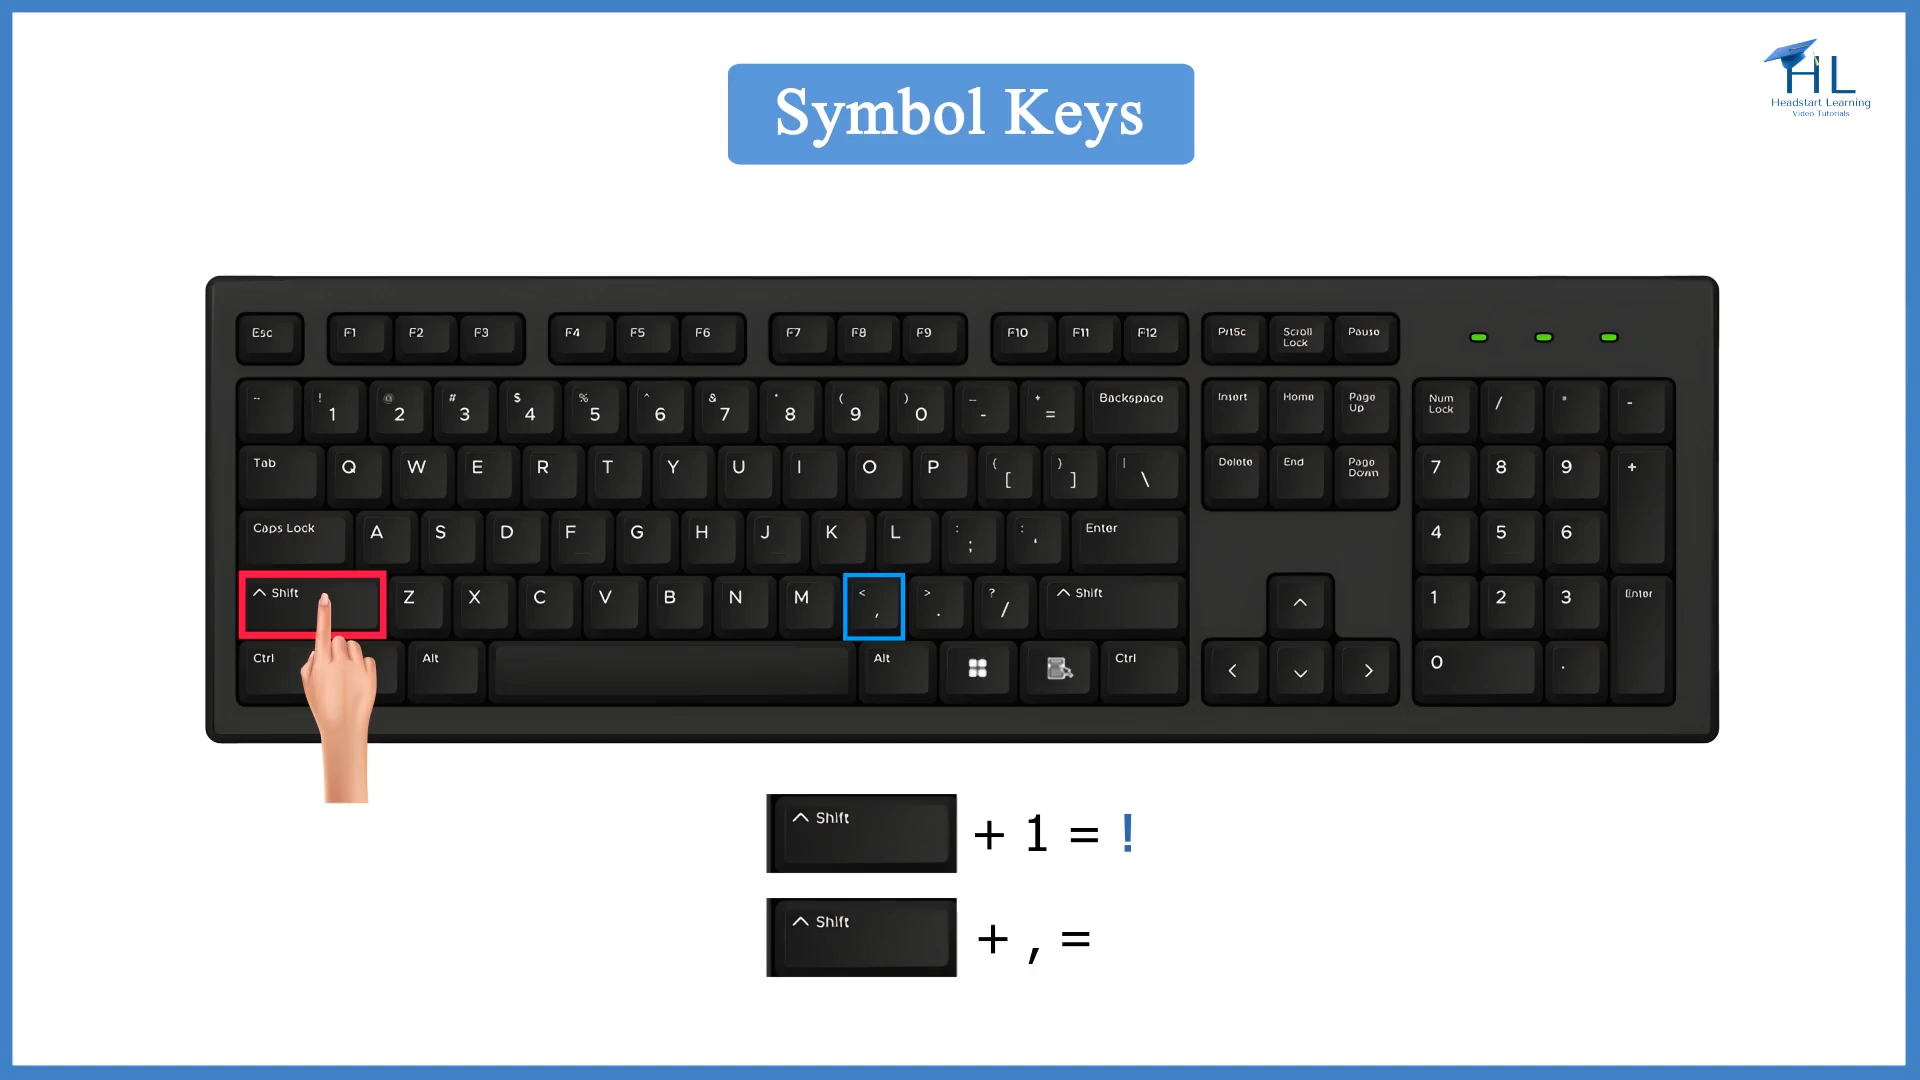 HL
Headstart Learning
Video Tutorials
Symbol Keys
Esc F1 F2 F3 F4 F5 F6 F7 F8 F9 F10 F11 F12 PrtSc Scroll Lock Pause
! 1 @ 2 # 3 $ 4 % 5 ^ 6 & 7 * 8 ( 9 ) 0 _ - + = Backspace Insert Home Page Up Num Lock / * -
Tab Q W E R T Y U I O P { [ } ] | \ Delete End Page Down 7 8 9 +
Caps Lock A S D F G H J K L : ; : ‘ Enter 4 5 6
^ Shift Z X C V B N M < , > . ? / ^ Shift 1 2 3 Enter
Ctrl Alt Alt Ctrl 0 .
^ Shift + 1 = !
^ Shift + , =